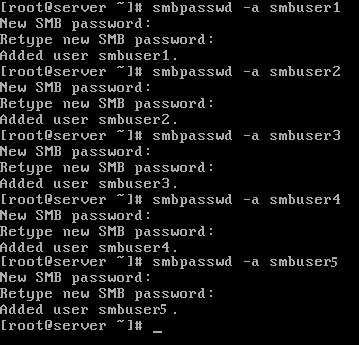 [root@server ~]# smbpasswd -a smbuser1
New SMB password:
Retype new SMB password:
Added user smbuser1.
[root@server ~]# smbpasswd -a smbuser2
New SMB password:
Retype new SMB password:
Added user smbuser2.
[root@server ~]# smbpasswd -a smbuser3
New SMB password:
Retype new SMB password:
Added user smbuser3.
[root@server ~]# smbpasswd -a smbuser4
New SMB password:
Retype new SMB password:
Added user smbuser4.
[root@server ~]# smbpasswd -a smbuser5
New SMB password:
Retype new SMB password:
Added user smbuser5.
[root@server ~]# _